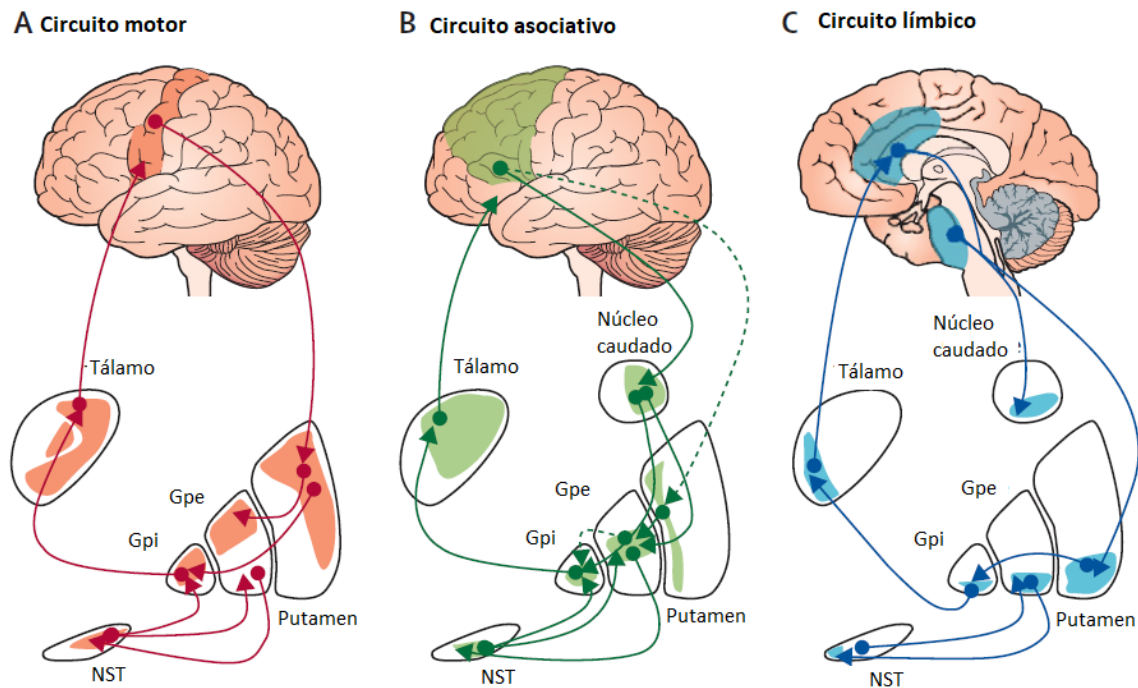 A Circuito motor
B Circuito asociativo
C Circuito límbico
Tálamo
Gpe
Gpi
Putamen
NST
Núcleo
caudado
Tálamo
Gpe
Gpi
Putamen
NST
Núcleo
caudado
Tálamo
Gpe
Gpi
Putamen
NST